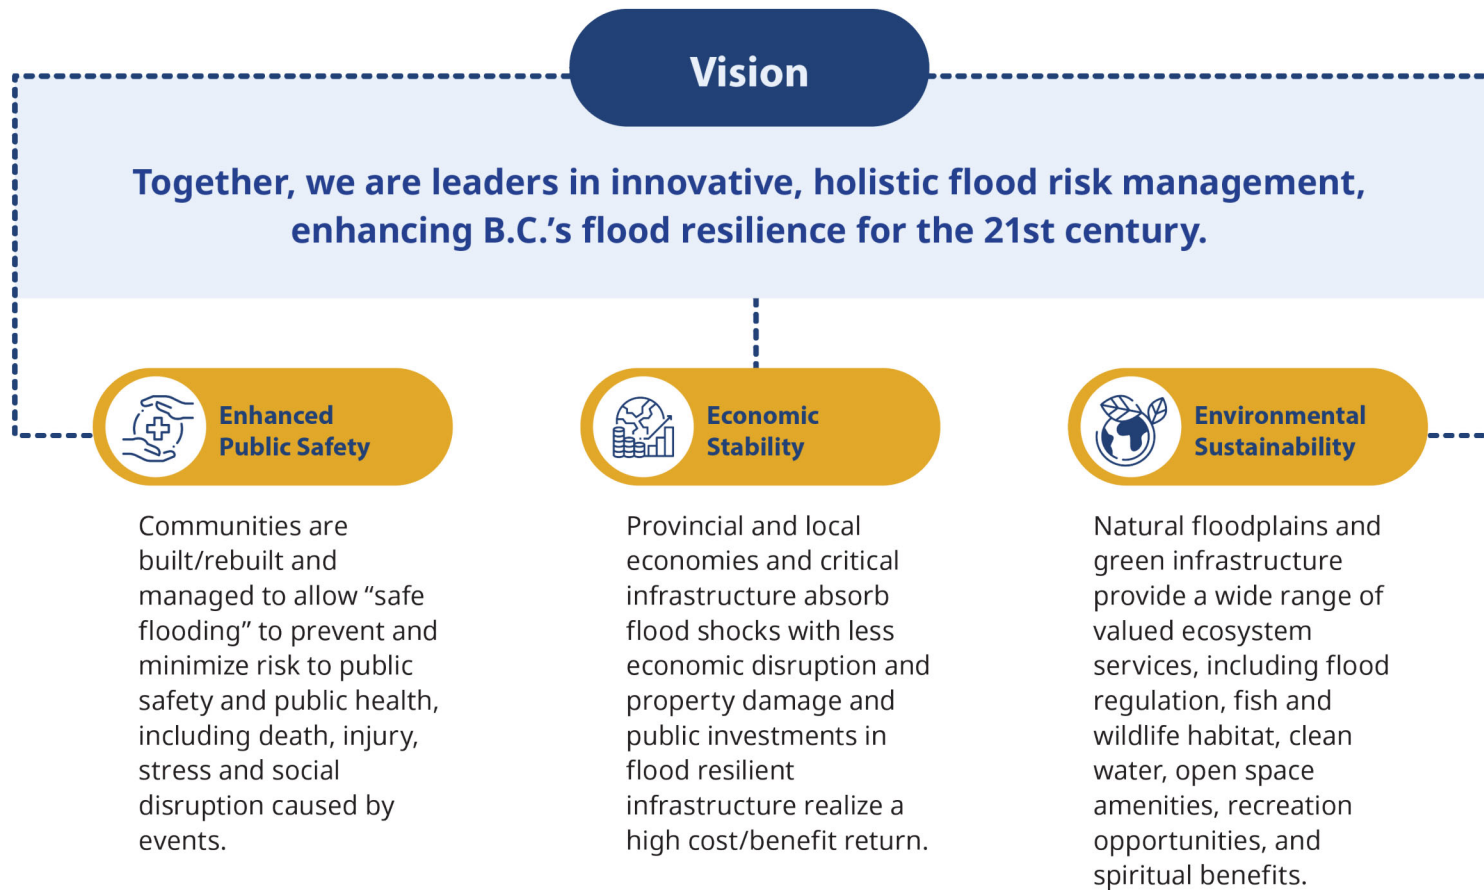 Vision
Together, we are leaders in innovative, holistic flood risk management,
enhancing B.C.’s flood resilience for the 21st century.
Enhanced
Public Safety
Communities are
built/rebuilt and
managed to allow “safe
flooding” to prevent and
minimize risk to public
safety and public health,
including death, injury,
stress and social
disruption caused by
events.
Economic
Stability
Provincial and local
economies and critical
infrastructure absorb
flood shocks with less
economic disruption and
property damage and
public investments in
flood resilient
infrastructure realize a
high cost/benefit return.
Environmental
Sustainability
Natural floodplains and
green infrastructure
provide a wide range of
valued ecosystem
services, including flood
regulation, fish and
wildlife habitat, clean
water, open space
amenities, recreation
opportunities, and
spiritual benefits.